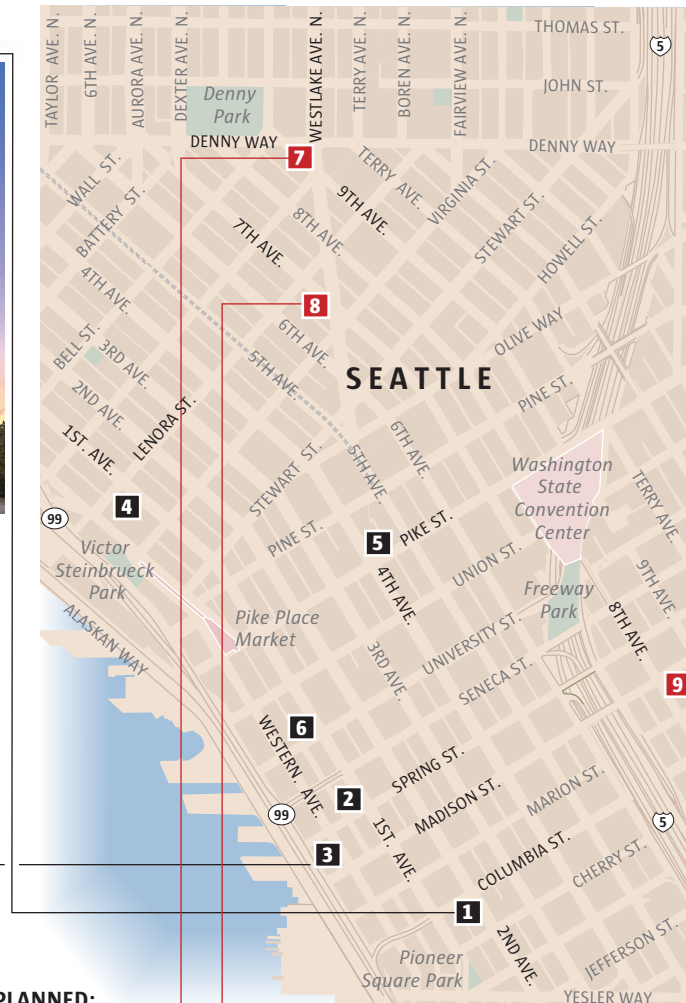 THOMAS ST.
5
TAYLOR AVE. N.
6TH AVE. N.
AURORA AVE. N.
DEXTER AVE. N.
WESTLAKE AVE. N.
TERRY AVE. N.
BOREN AVE. N.
FAIRVIEW AVE. N.
JOHN ST.
Denny
Park
DENNY WAY
DENNY WAY
7
WALL ST.
BATTERY ST.
TERRY AVE.
9TH AVE.
8TH AVE.
7TH AVE.
VIRGINIA ST.
STEWART ST.
HOWELL ST.
4TH AVE.
8
6TH AVE.
OLIVE WAY
BELL ST.
3RD AVE.
5TH AVE.
SEATTLE
2ND AVE.
PINE ST.
1ST. AVE.
LENORA ST.
6TH AVE.
5TH AVE.
STEWART ST.
Washington
State
Convention
Center
TERRY AVE.
4
99
PINE ST.
5
PIKE ST.
Victor
Steinbrueck
Park
UNION ST.
9TH AVE.
4TH AVE.
Freeway
Park
8TH AVE.
ALASKAN WAY
Pike Place
Market
3RD AVE.
UNIVERSITY ST.
SENECA ST.
9
6
WESTERN. AVE.
SPRING ST.
2
MADISON ST.
MARION ST.
99
1ST. AVE.
5
3
COLUMBIA ST.
CHERRY ST.
1
2ND AVE.
JEFFERSON ST.
Pioneer
Square Park
PLANNED:
YESLER WAY